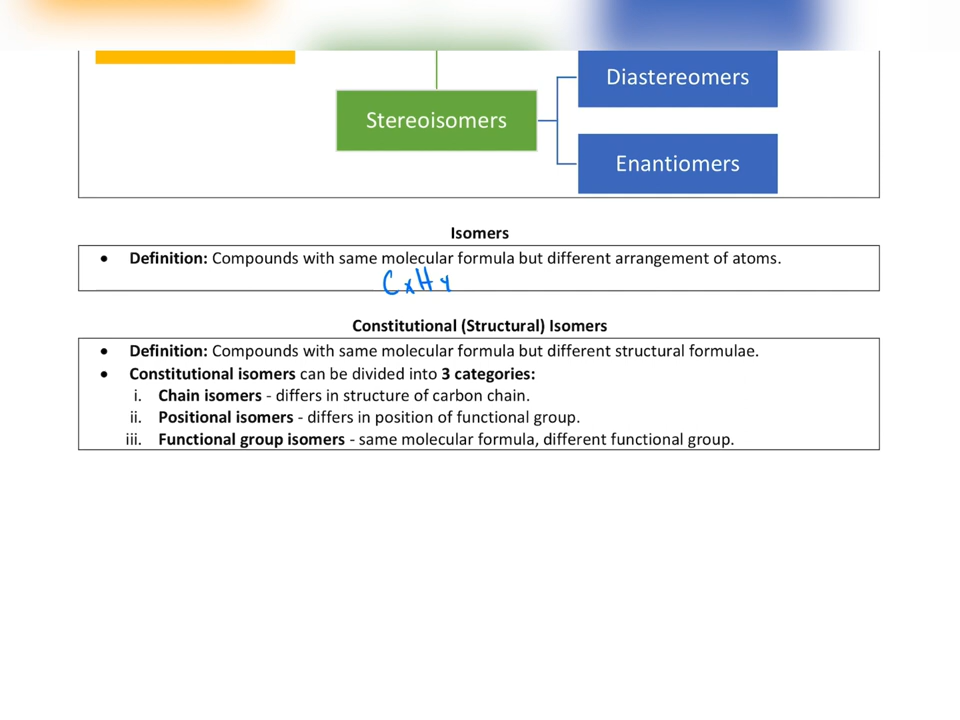 Diastereomers
Stereoisomers
Enantiomers
Isomers
• Definition: Compounds with same molecular formula but different arrangement of atoms.
CxHy
Constitutional (Structural) Isomers
• Definition: Compounds with same molecular formula but different structural formulae.
• Constitutional isomers can be divided into 3 categories:
i. Chain isomers - differs in structure of carbon chain.
ii. Positional isomers - differs in position of functional group.
iii. Functional group isomers - same molecular formula, different functional group.